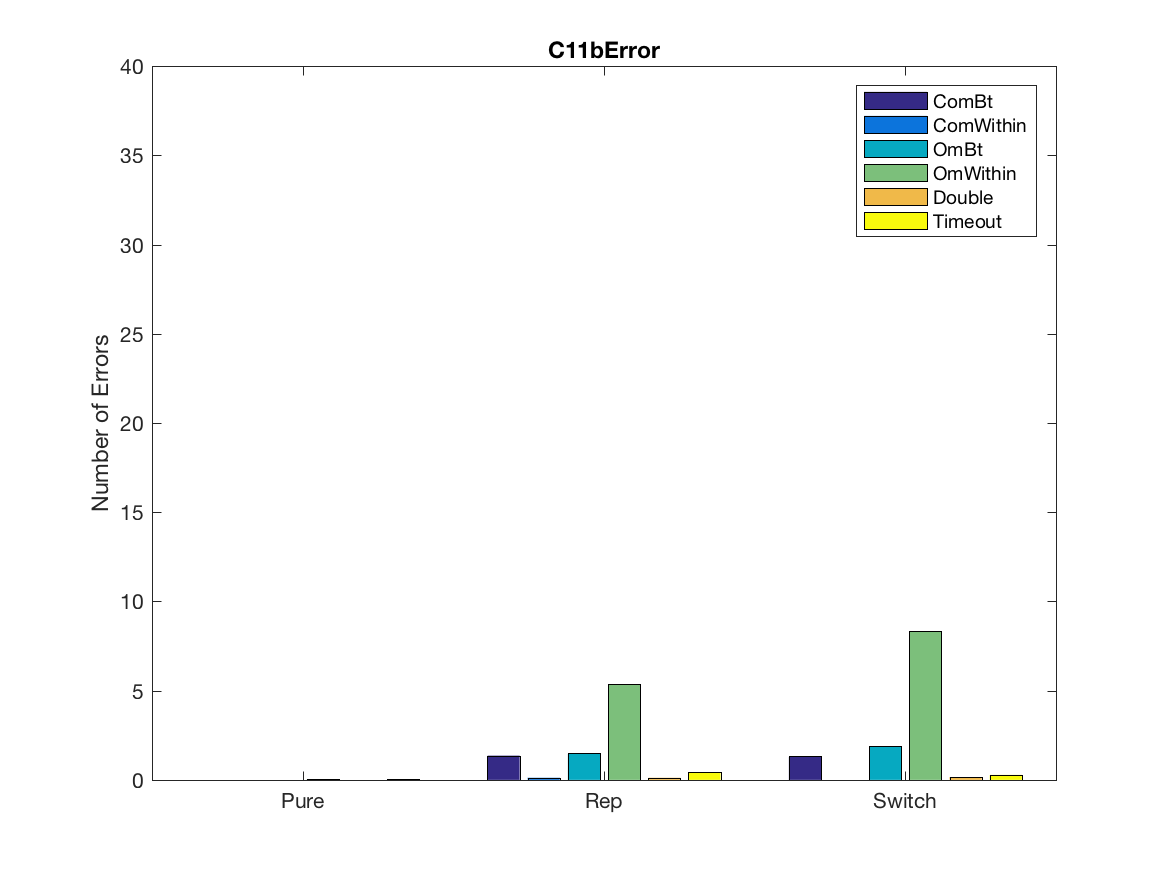 C11bError
40
35
30
25
20
15
10
5
0
Number of Errors
Pure
Rep
Switch
ComBt
ComWithin
OmBt
OmWithin
Double
Timeout